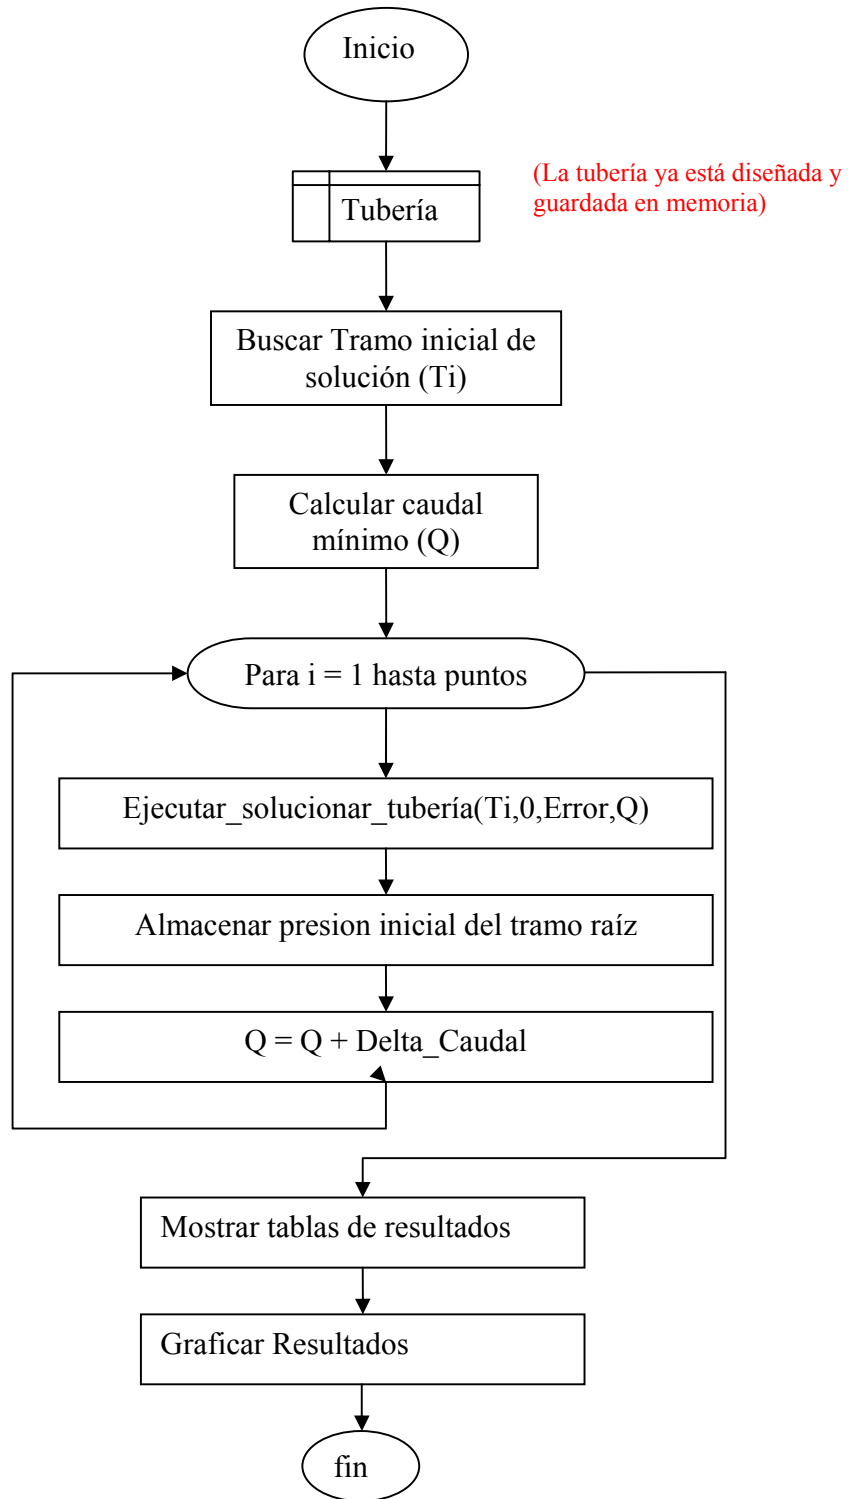 Inicio
(La tubería ya está diseñada y
guardada en memoria)
Tubería
Buscar Tramo inicial de
solución (Ti)
Calcular caudal
mínimo (Q)
Para i = 1 hasta puntos
Ejecutar_solucionar_tubería(Ti,0,Error,Q)
Almacenar presion inicial del tramo raíz
Q = Q + Delta_Caudal
Mostrar tablas de resultados
Graficar Resultados
fin